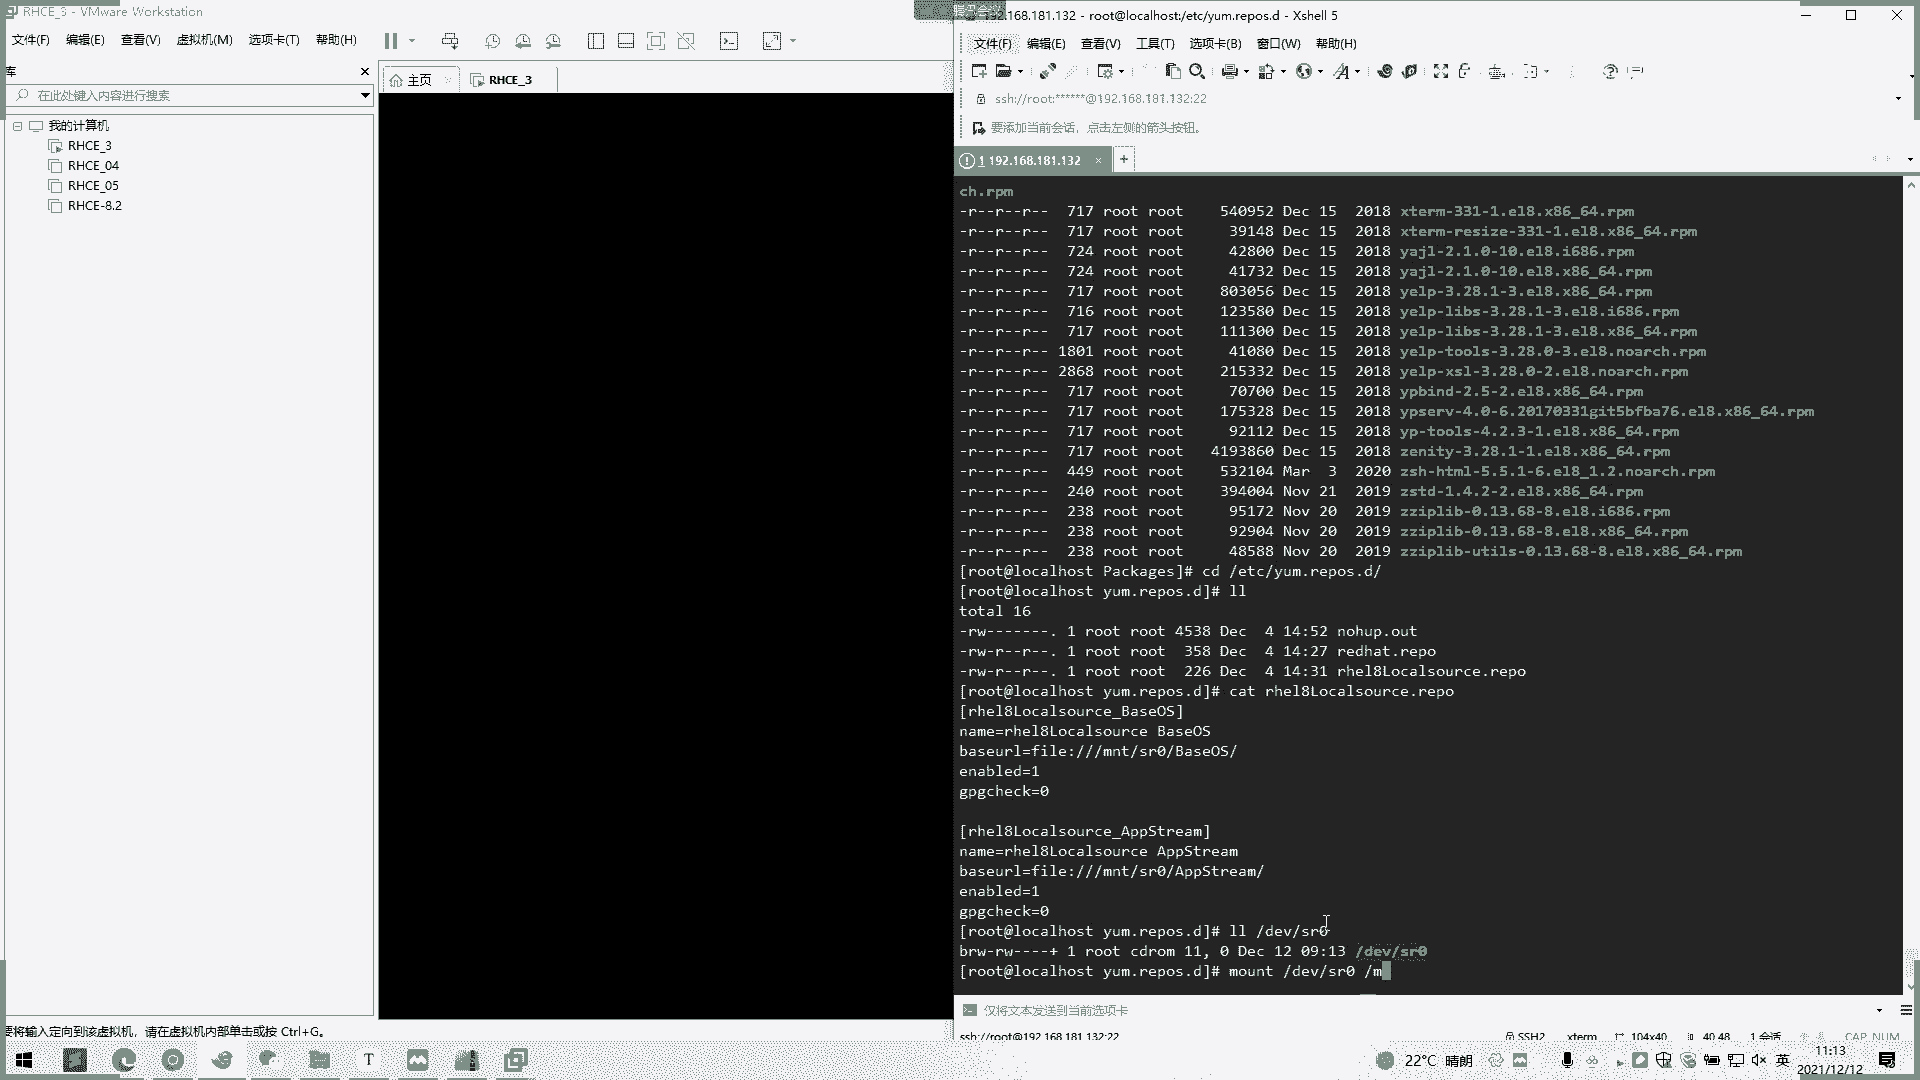 RHCE_3 - VMware Workstation
文件(F) 编辑(E) 查看(V) 虚拟机(M) 选项卡(T) 帮助(H)
库
在此处键入内容进行搜索
我的计算机
RHCE_3
RHCE_04
RHCE_05
RHCE-8.2
主页
RHCE_3
要将输入定向到该虚拟机，请在虚拟机内部单击或按 Ctrl+G。
192.168.181.132 - root@localhost:/etc/yum.repos.d - Xshell 5
文件(F) 编辑(E) 查看(V) 工具(T) 选项卡(B) 窗口(W) 帮助(H)
ssh://root:******@192.168.181.132:22
要添加当前会话，点击左侧的箭头按钮。
1 192.168.181.132
ch.rpm
-r--r--r--  717 root root    540952 Dec 15  2018 xterm-331-1.el8.x86_64.rpm
-r--r--r--  717 root root     39148 Dec 15  2018 xterm-resize-331-1.el8.x86_64.rpm
-r--r--r--  724 root root     42800 Dec 15  2018 yajl-2.1.0-10.el8.i686.rpm
-r--r--r--  724 root root     41732 Dec 15  2018 yajl-2.1.0-10.el8.x86_64.rpm
-r--r--r--  717 root root    803056 Dec 15  2018 yelp-3.28.1-3.el8.x86_64.rpm
-r--r--r--  716 root root    123580 Dec 15  2018 yelp-libs-3.28.1-3.el8.i686.rpm
-r--r--r--  717 root root    111300 Dec 15  2018 yelp-libs-3.28.1-3.el8.x86_64.rpm
-r--r--r-- 1801 root root     41080 Dec 15  2018 yelp-tools-3.28.0-3.el8.noarch.rpm
-r--r--r-- 2868 root root    215332 Dec 15  2018 yelp-xsl-3.28.0-2.el8.noarch.rpm
-r--r--r--  717 root root     70700 Dec 15  2018 ypbind-2.5-2.el8.x86_64.rpm
-r--r--r--  717 root root    175328 Dec 15  2018 ypserv-4.0-6.20170331git5bfba76.el8.x86_64.rpm
-r--r--r--  717 root root     92112 Dec 15  2018 yp-tools-4.2.3-1.el8.x86_64.rpm
-r--r--r--  717 root root   4193860 Dec 15  2018 zenity-3.28.1-1.el8.x86_64.rpm
-r--r--r--  449 root root    532104 Mar  3  2020 zsh-html-5.5.1-6.el8_1.2.noarch.rpm
-r--r--r--  240 root root    394004 Nov 21  2019 zstd-1.4.2-2.el8.x86_64.rpm
-r--r--r--  238 root root     95172 Nov 20  2019 zziplib-0.13.68-8.el8.i686.rpm
-r--r--r--  238 root root     92904 Nov 20  2019 zziplib-0.13.68-8.el8.x86_64.rpm
-r--r--r--  238 root root     48588 Nov 20  2019 zziplib-utils-0.13.68-8.el8.x86_64.rpm
[root@localhost Packages]# cd /etc/yum.repos.d/
[root@localhost yum.repos.d]# ll
total 16
-rw-------. 1 root root 4538 Dec  4 14:52 nohup.out
-rw-r--r--. 1 root root  358 Dec  4 14:27 redhat.repo
-rw-r--r--. 1 root root  226 Dec  4 14:31 rhel8Localsource.repo
[root@localhost yum.repos.d]# cat rhel8Localsource.repo
[rhel8Localsource_BaseOS]
name=rhel8Localsource BaseOS
baseurl=file:///mnt/sr0/BaseOS/
enabled=1
gpgcheck=0
[rhel8Localsource_AppStream]
name=rhel8Localsource AppStream
baseurl=file:///mnt/sr0/AppStream/
enabled=1
gpgcheck=0
[root@localhost yum.repos.d]# ll /dev/sr0
brw-rw----+ 1 root cdrom 11, 0 Dec 12 09:13 /dev/sr0
[root@localhost yum.repos.d]# mount /dev/sr0 /m
仅将文本发送到当前选项卡
ssh://root@192.168.181.132:22 SSH2 xterm 104x40 40,48 1 会话 CAP NUM
22°C 晴朗 英 11:13
2021/12/12